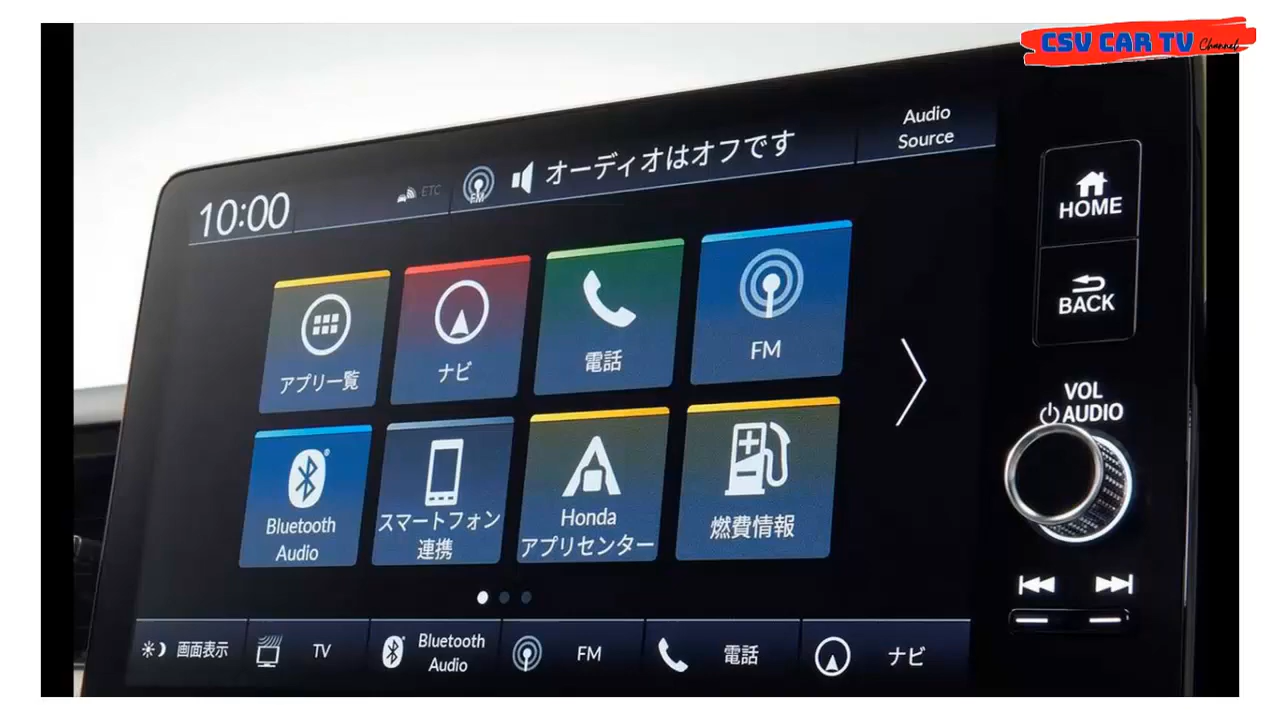 CSV CAR TV Channel
10:00
ETC
FM
オーディオはオフです
Audio
Source
HOME
BACK
アプリ一覧
ナビ
電話
FM
VOL
AUDIO
Bluetooth
Audio
スマートフォン
連携
Honda
アプリセンター
燃費情報
画面表示
TV
Bluetooth
Audio
FM
電話
ナビ